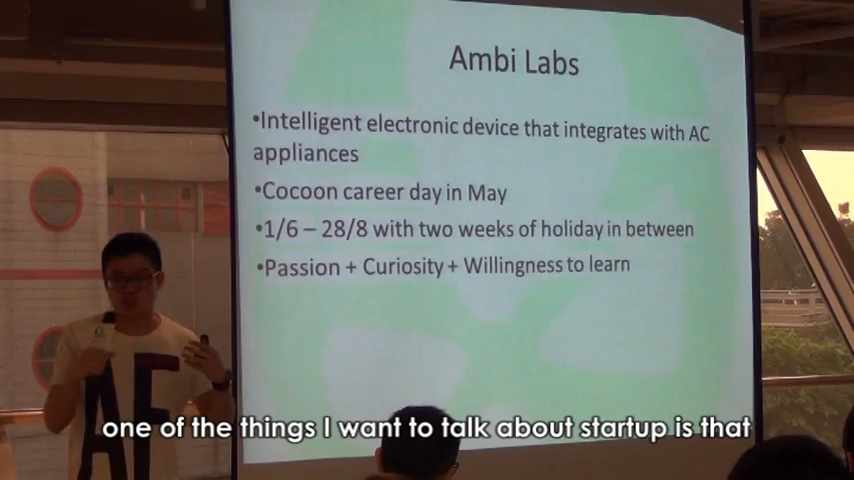 Ambi Labs
•Intelligent electronic device that integrates with AC
appliances
•Cocoon career day in May
•1/6 – 28/8 with two weeks of holiday in between
•Passion + Curiosity + Willingness to learn
AF
one of the things I want to talk about startup is that